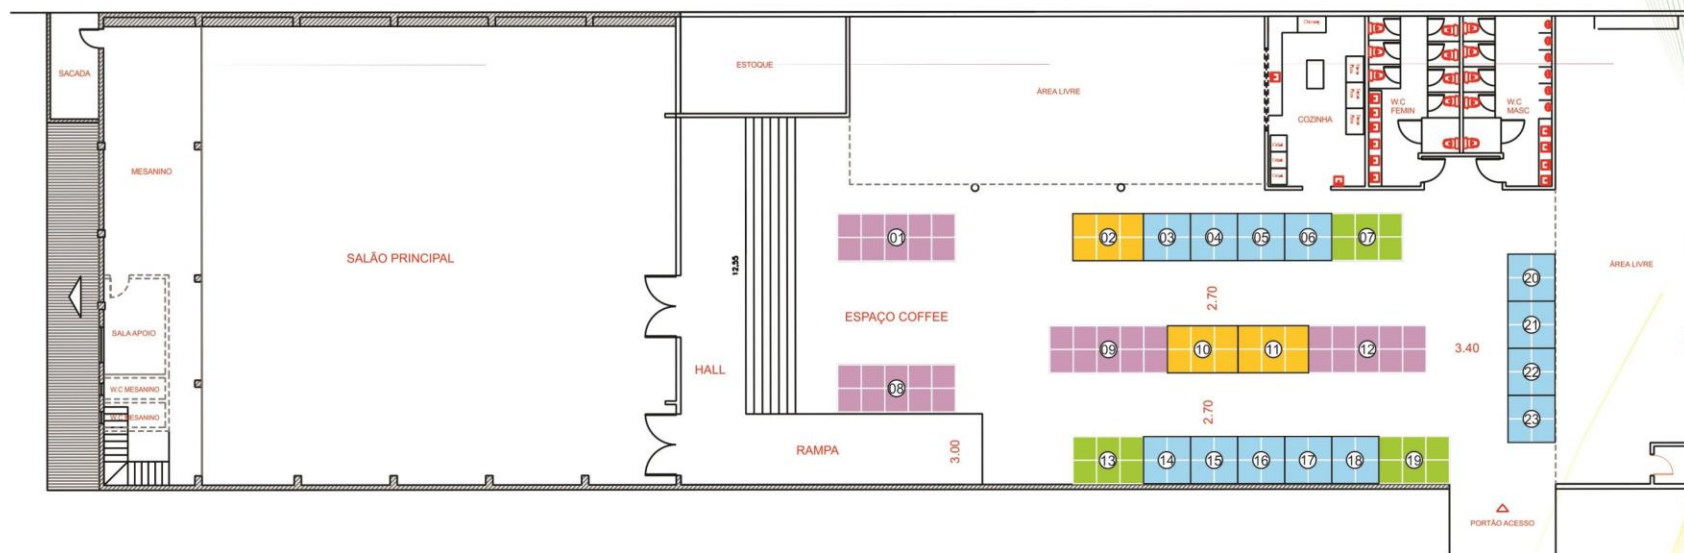 SACADA
MESANINO
SALA APOIO
W.C MESANINO
W.C MESANINO
SALÃO PRINCIPAL
ESTOQUE
12,55
HALL
RAMPA
3.00
ÁREA LIVRE
COZINHA
W.C
FEMIN
W.C
MASC
ESPAÇO COFFEE
01
02
03
04
05
06
07
2.70
08
09
10
11
12
3.40
2.70
13
14
15
16
17
18
19
20
21
22
23
ÁREA LIVRE
PORTÃO ACESSO